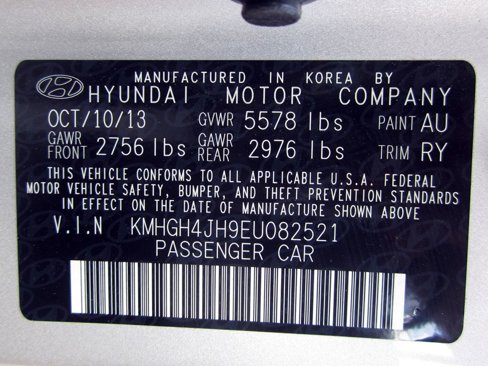 MANUFACTURED IN KOREA BY
HYUNDAI MOTOR COMPANY
OCT/10/13 GVWR 5578 lbs PAINT AU
GAWR FRONT 2756 lbs GAWR REAR 2976 lbs TRIM RY
THIS VEHICLE CONFORMS TO ALL APPLICABLE U.S.A. FEDERAL
MOTOR VEHICLE SAFETY, BUMPER, AND THEFT PREVENTION STANDARDS
IN EFFECT ON THE DATE OF MANUFACTURE SHOWN ABOVE
V.I.N KMHGH4JH9EU082521
PASSENGER CAR